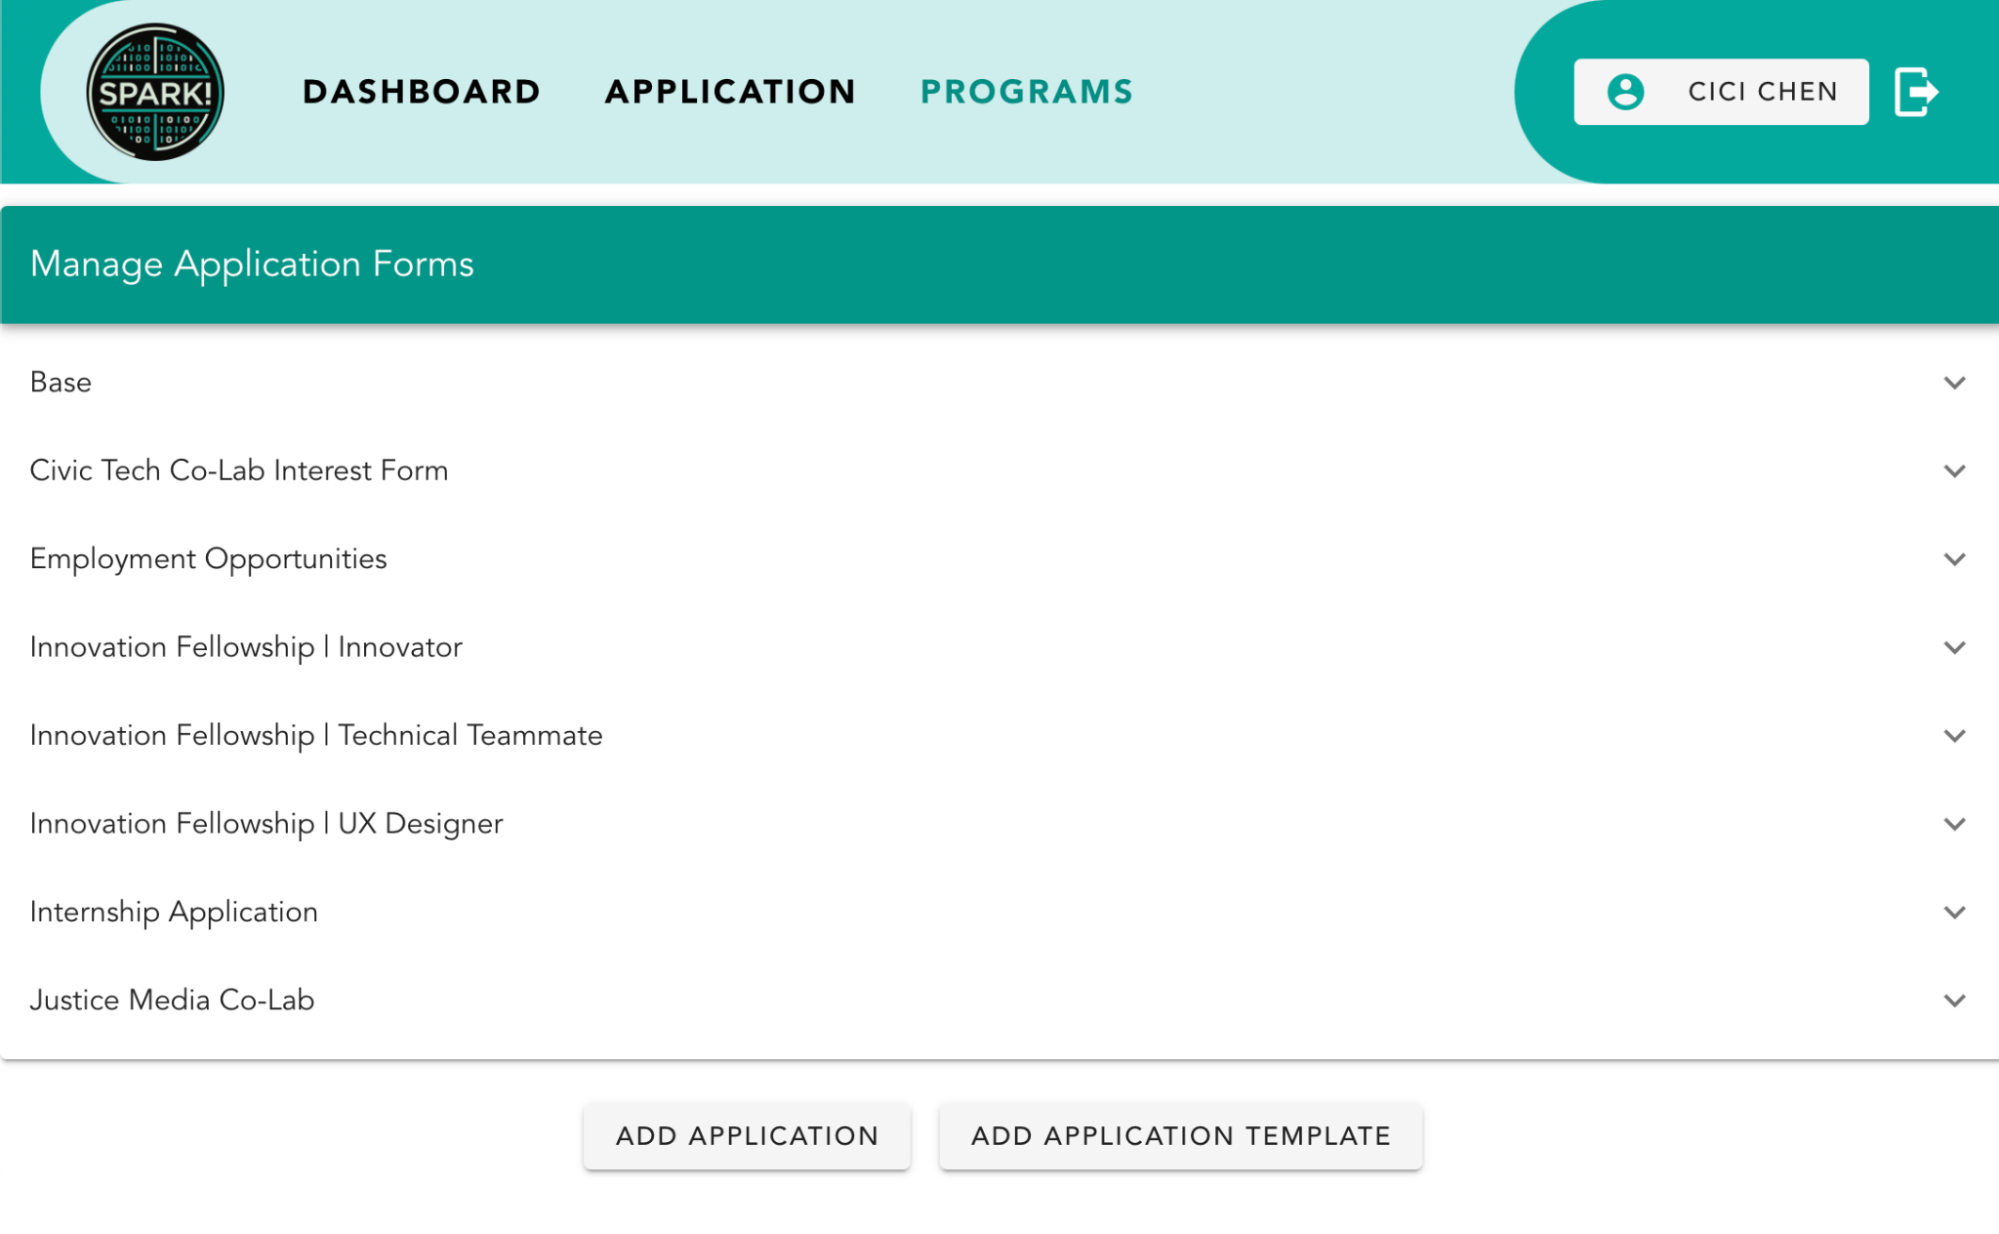 SPARK!
DASHBOARD
APPLICATION
PROGRAMS
CICI CHEN
Manage Application Forms
Base
Civic Tech Co-Lab Interest Form
Employment Opportunities
Innovation Fellowship | Innovator
Innovation Fellowship | Technical Teammate
Innovation Fellowship | UX Designer
Internship Application
Justice Media Co-Lab
ADD APPLICATION
ADD APPLICATION TEMPLATE